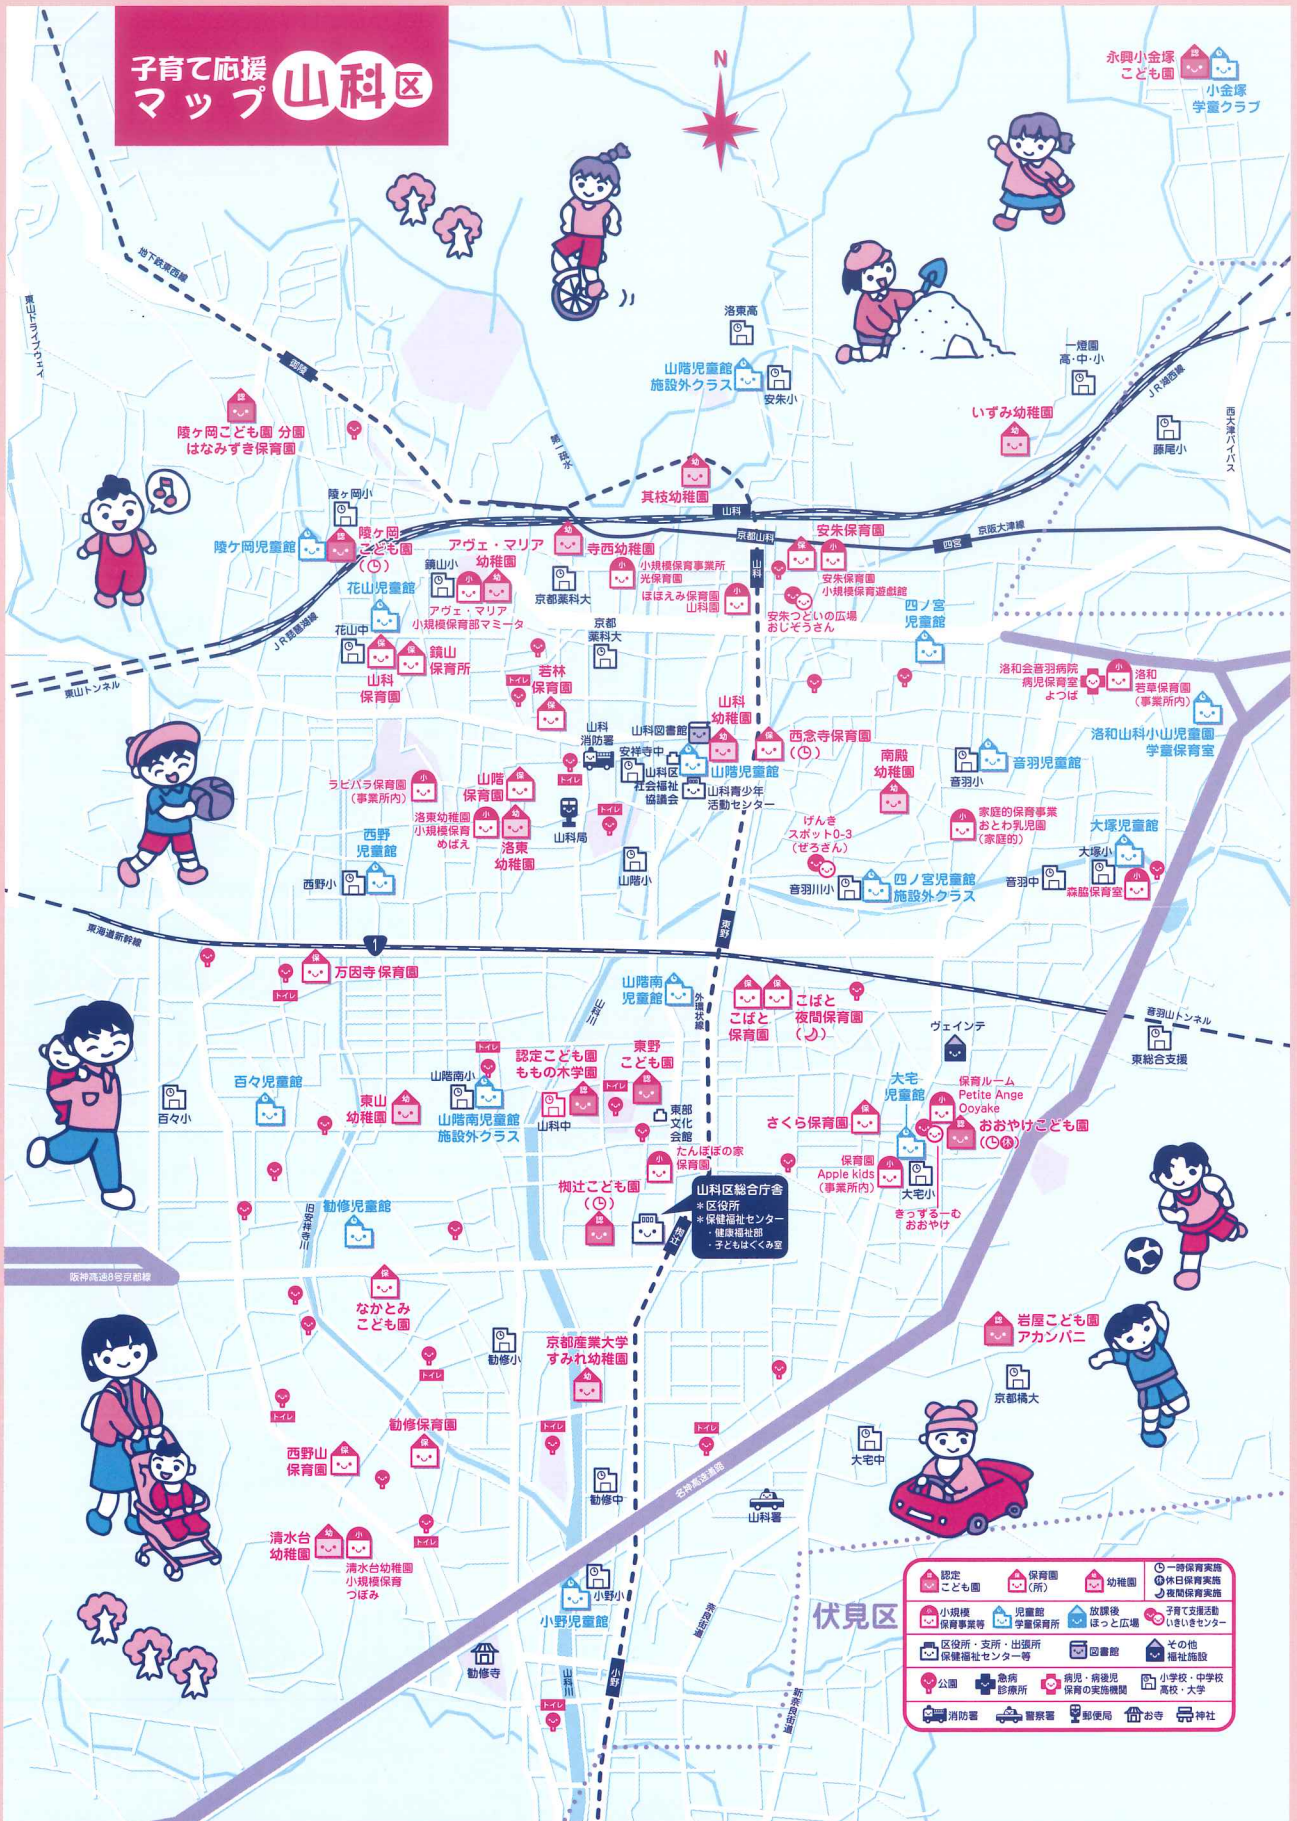 子育て応援
マップ 山科区
N
永興小金塚
こども園
小金塚
学童クラブ
地下鉄東西線
東山ドライブウェイ
御陵
洛東高
山階児童館
施設外クラス
安朱小
一燈園
高・中・小
JR湖西線
いずみ幼稚園
藤尾小
西大津バイパス
陵ヶ岡こども園 分園
はなみずき保育園
第一疏水
其枝幼稚園
山科
京都山科
山科
四宮
京阪大津線
陵ヶ岡小
陵ケ岡児童館
陵ヶ岡
こども園
アヴェ・マリア
幼稚園
鏡山小
アヴェ・マリア
小規模保育部マミータ
寺西幼稚園
京都薬科大
小規模保育事業所
光保育園
ほほえみ保育園
山科園
安朱保育園
安朱保育園
小規模保育遊戯館
安朱つどいの広場
おじぞうさん
四ノ宮
児童館
花山児童館
花山中
JR琵琶湖線
東山トンネル
山科
保育園
鏡山
保育所
京都
薬科大
若林
保育園
トイレ
洛和会音羽病院
病児保育室
よつば
洛和
若草保育園
(事業所内)
洛和山科小山児童園
学童保育室
山科
幼稚園
山科図書館
山科
消防署
安祥寺中
山科区
社会福祉
協議会
山階児童館
山科青少年
活動センター
西念寺保育園
南殿
幼稚園
音羽小
音羽児童館
トイレ
ラビバラ保育園
(事業所内)
山階
保育園
洛東幼稚園
小規模保育
めばえ
洛東
幼稚園
山科局
トイレ
山階小
げんき
スポット0-3
(ぜろさん)
家庭的保育事業
おとわ乳児園
(家庭的)
大塚児童館
大塚小
音羽中
森脇保育室
西野
児童館
西野小
音羽川小
四ノ宮児童館
施設外クラス
東海道新幹線
1
東野
万因寺保育園
トイレ
山階南
児童館
外環状線
山科川
こばと
保育園
こばと
夜間保育園
音羽山トンネル
東総合支援
ヴェインテ
百々小
百々児童館
東山
幼稚園
山階南小
トイレ
山階南児童館
施設外クラス
認定こども園
ももの木学園
山科中
東野
こども園
トイレ
東部
文化
会館
たんぽぽの家
保育園
大宅
児童館
保育ルーム
Petite Ange
Ooyake
さくら保育園
おおやけこども園
(休)
保育園
Apple kids
(事業所内)
大宅小
きっずるーむ
おおやけ
椥辻こども園
山科区総合庁舎
＊区役所
＊保健福祉センター
・健康福祉部
・子どもはぐくみ室
椥辻
勧修児童館
旧安祥寺川
阪神高速8号京都線
なかとみ
こども園
勧修小
京都産業大学
すみれ幼稚園
岩屋こども園
アカンパニ
京都橘大
トイレ
トイレ
勧修保育園
西野山
保育園
トイレ
トイレ
大宅中
勧修中
名神高速道路
山科署
清水台
幼稚園
清水台幼稚園
小規模保育
つぼみ
トイレ
小野小
小野児童館
奈良街道
伏見区
勧修寺
山科川
小野
新奈良街道
トイレ
認定
こども園
保育園
(所)
幼稚園
一時保育実施
休日保育実施
夜間保育実施
小規模
保育事業等
児童館
学童保育所
放課後
ほっと広場
子育て支援活動
いきいきセンター
区役所・支所・出張所
保健福祉センター等
図書館
その他
福祉施設
公園
急病
診療所
病児・病後児
保育の実施機関
小学校・中学校
高校・大学
消防署
警察署
郵便局
お寺
神社